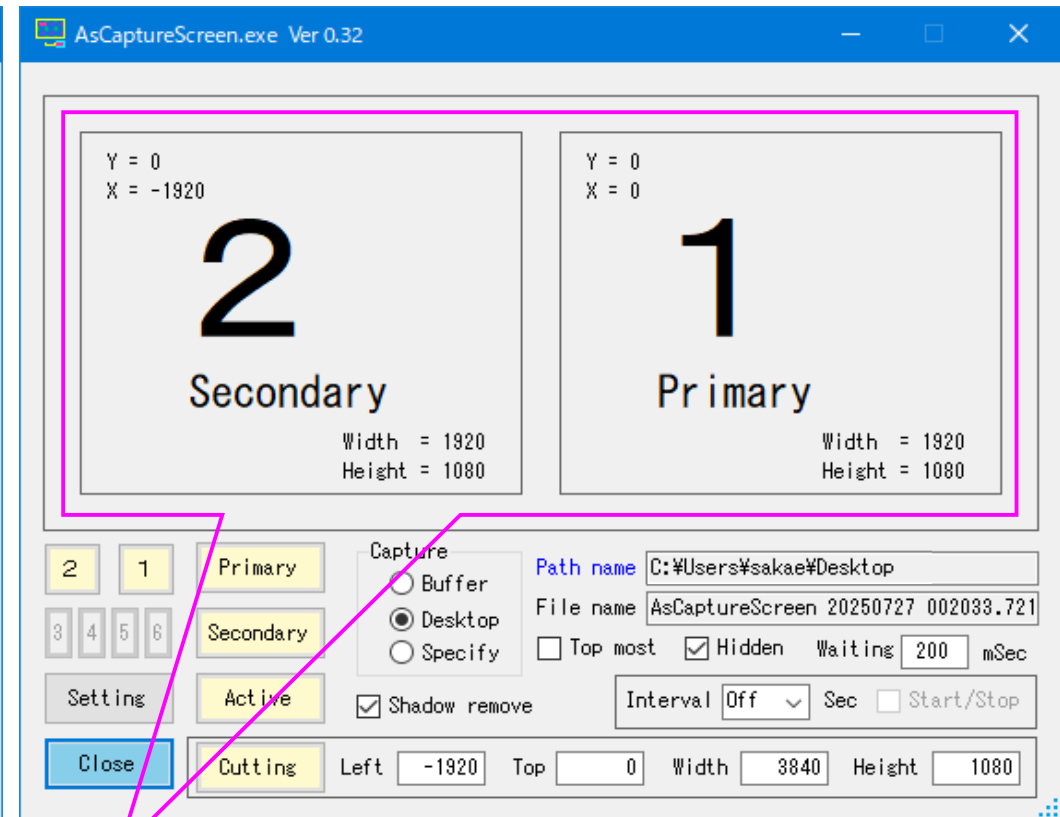 AsCaptureScreen.exe Ver 0.32
Y = 0
X = -1920
2
Secondary
Width = 1920
Height = 1080
Y = 0
X = 0
1
Primary
Width = 1920
Height = 1080
2 1 Primary
3 4 5 6 Secondary
Setting Active
Close Cutting
Capture
Buffer
Desktop
Specify
Shadow remove
Path name C:¥Users¥sakae¥Desktop
File name AsCaptureScreen 20250727 002033.721
Top most Hidden Waiting 200 mSec
Interval Off Sec Start/Stop
Left -1920 Top 0 Width 3840 Height 1080